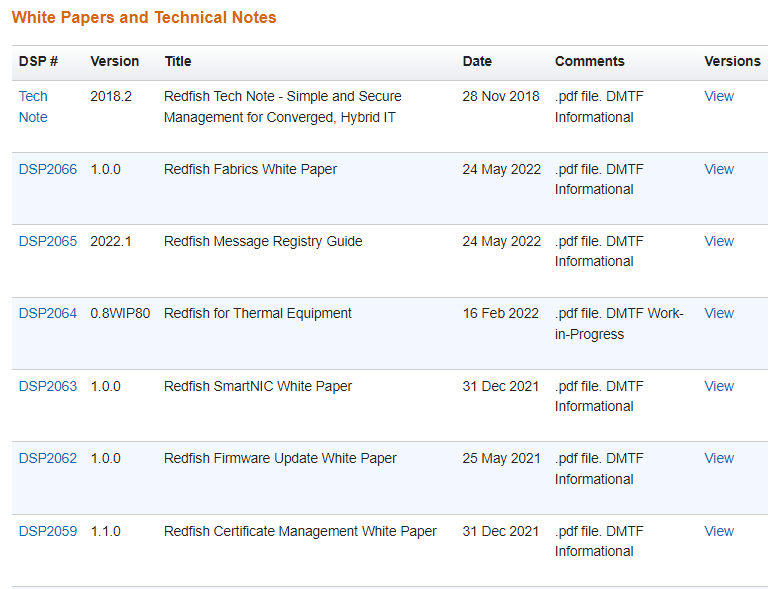 White Papers and Technical Notes
DSP # Version Title Date Comments Versions
Tech 2018.2 Redfish Tech Note - Simple and Secure 28 Nov 2018 .pdf file. DMTF View
Note Management for Converged, Hybrid IT Informational
DSP2066 1.0.0 Redfish Fabrics White Paper 24 May 2022 .pdf file. DMTF View
Informational
DSP2065 2022.1 Redfish Message Registry Guide 24 May 2022 .pdf file. DMTF View
Informational
DSP2064 0.8WIP80 Redfish for Thermal Equipment 16 Feb 2022 .pdf file. DMTF Work- View
in-Progress
DSP2063 1.0.0 Redfish SmartNIC White Paper 31 Dec 2021 .pdf file. DMTF View
Informational
DSP2062 1.0.0 Redfish Firmware Update White Paper 25 May 2021 .pdf file. DMTF View
Informational
DSP2059 1.1.0 Redfish Certificate Management White Paper 31 Dec 2021 .pdf file. DMTF View
Informational